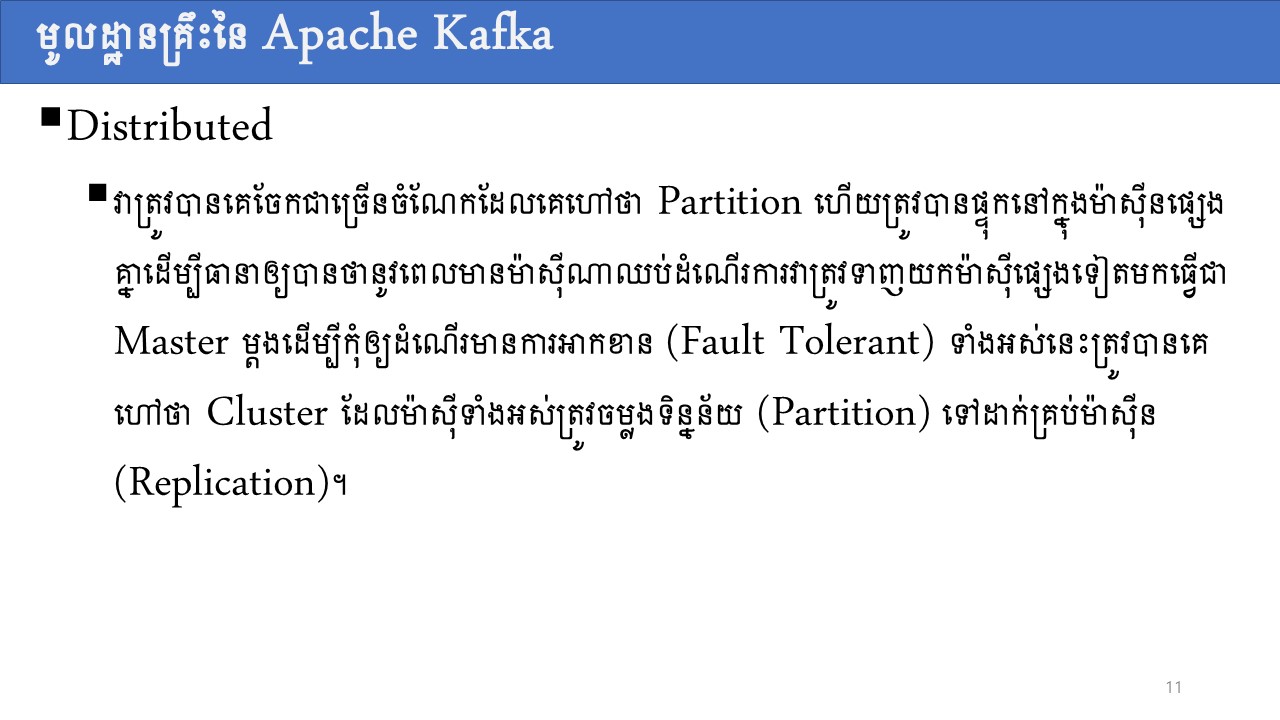 មូលដ្ឋានគ្រឹះនៃ Apache Kafka
Distributed
វាត្រូវបានគេចែកជាច្រើនចំណែកដែលគេហៅថា Partition ហើយត្រូវបានផ្ទុកនៅក្នុងម៉ាស៊ីនផ្សេង
គ្នាដើម្បីធានាឲ្យបានថានូវពេលមានម៉ាស៊ីណាឈប់ដំណើរការវាត្រូវទាញយកម៉ាស៊ីផ្សេងទៀតមកធ្វើជា
Master ម្តងដើម្បីកុំឲ្យដំណើរមានការអាកខាន (Fault Tolerant) ទាំងអស់នេះត្រូវបានគេ
ហៅថា Cluster ដែលម៉ាស៊ីទាំងអស់ត្រូវចម្លងទិន្នន័យ (Partition) ទៅដាក់គ្រប់ម៉ាស៊ីន
(Replication)។
11